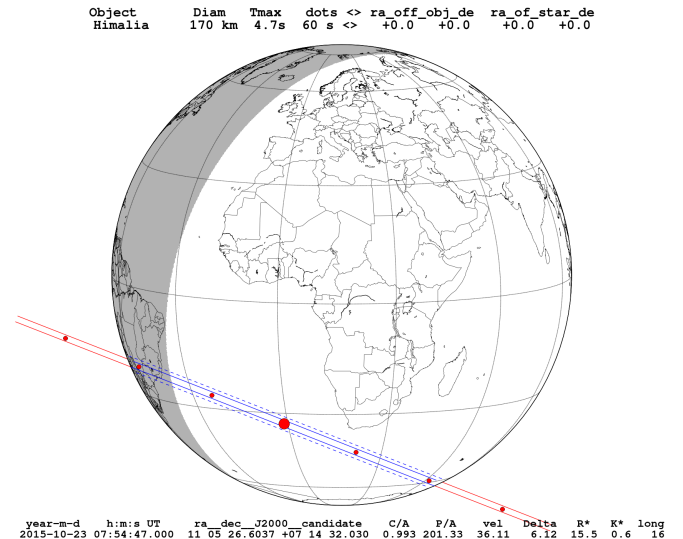 Object Diam Tmax dots <> ra_off_obj_de ra_of_star_de
Himalia 170 km 4.7s 60 s <> +0.0 +0.0 +0.0 +0.0
year-m-d h:m:s UT ra__dec__J2000__candidate C/A P/A vel Delta R* K* long
2015-10-23 07:54:47.000 11 05 26.6037 +07 14 32.030 0.993 201.33 36.11 6.12 15.5 0.6 16